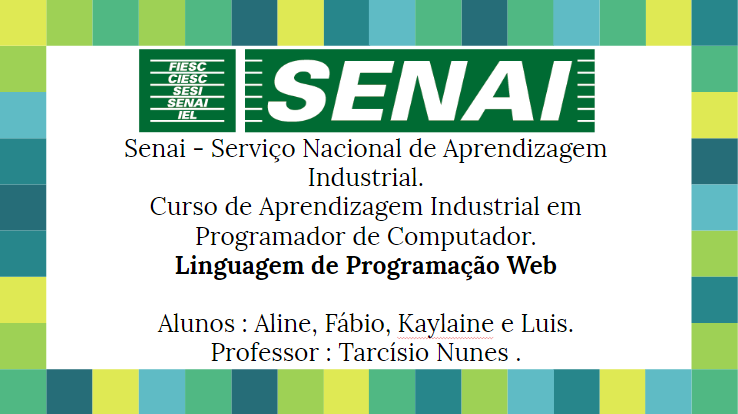 FIESC
CIESC
SESI
SENAI
IEL
SENAI
Senai - Serviço Nacional de Aprendizagem
Industrial.
Curso de Aprendizagem Industrial em
Programador de Computador.
Linguagem de Programação Web
Alunos : Aline, Fábio, Kaylaine e Luis.
Professor : Tarcísio Nunes .